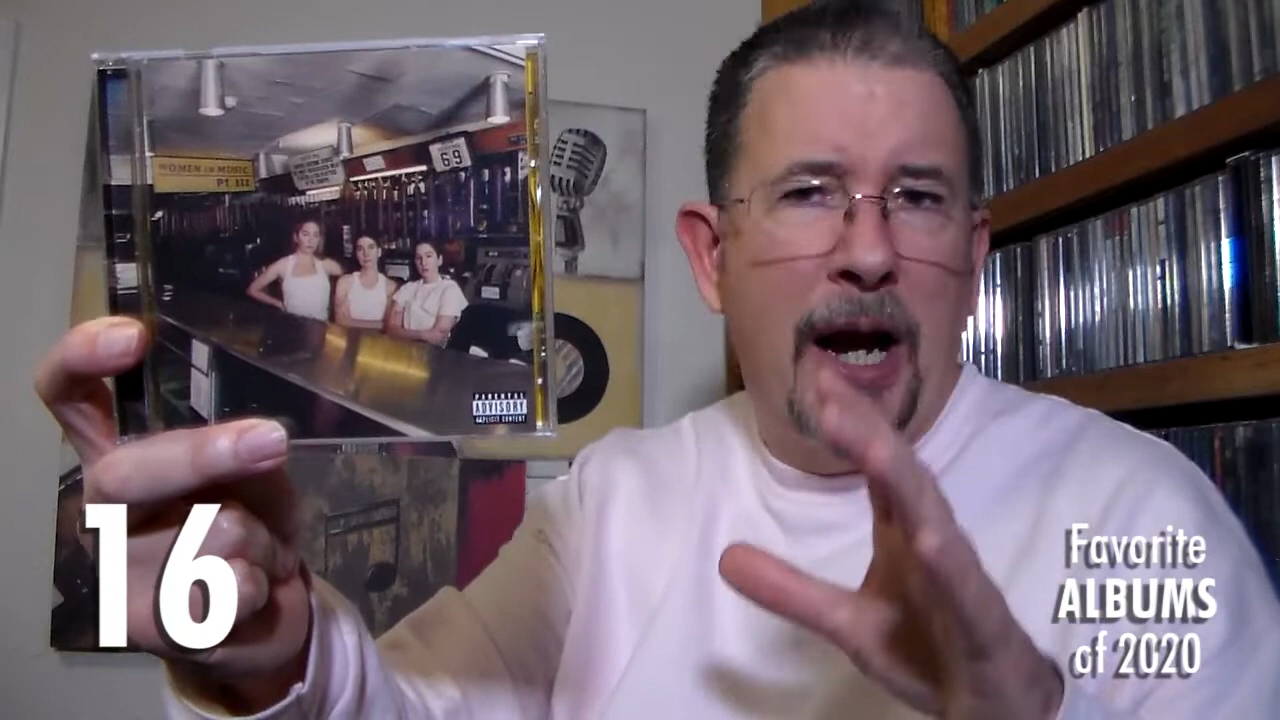 WOMEN IN MUSIC
PT III
69
PARENTAL
ADVISORY
EXPLICIT CONTENT
16
Favorite
ALBUMS
of 2020